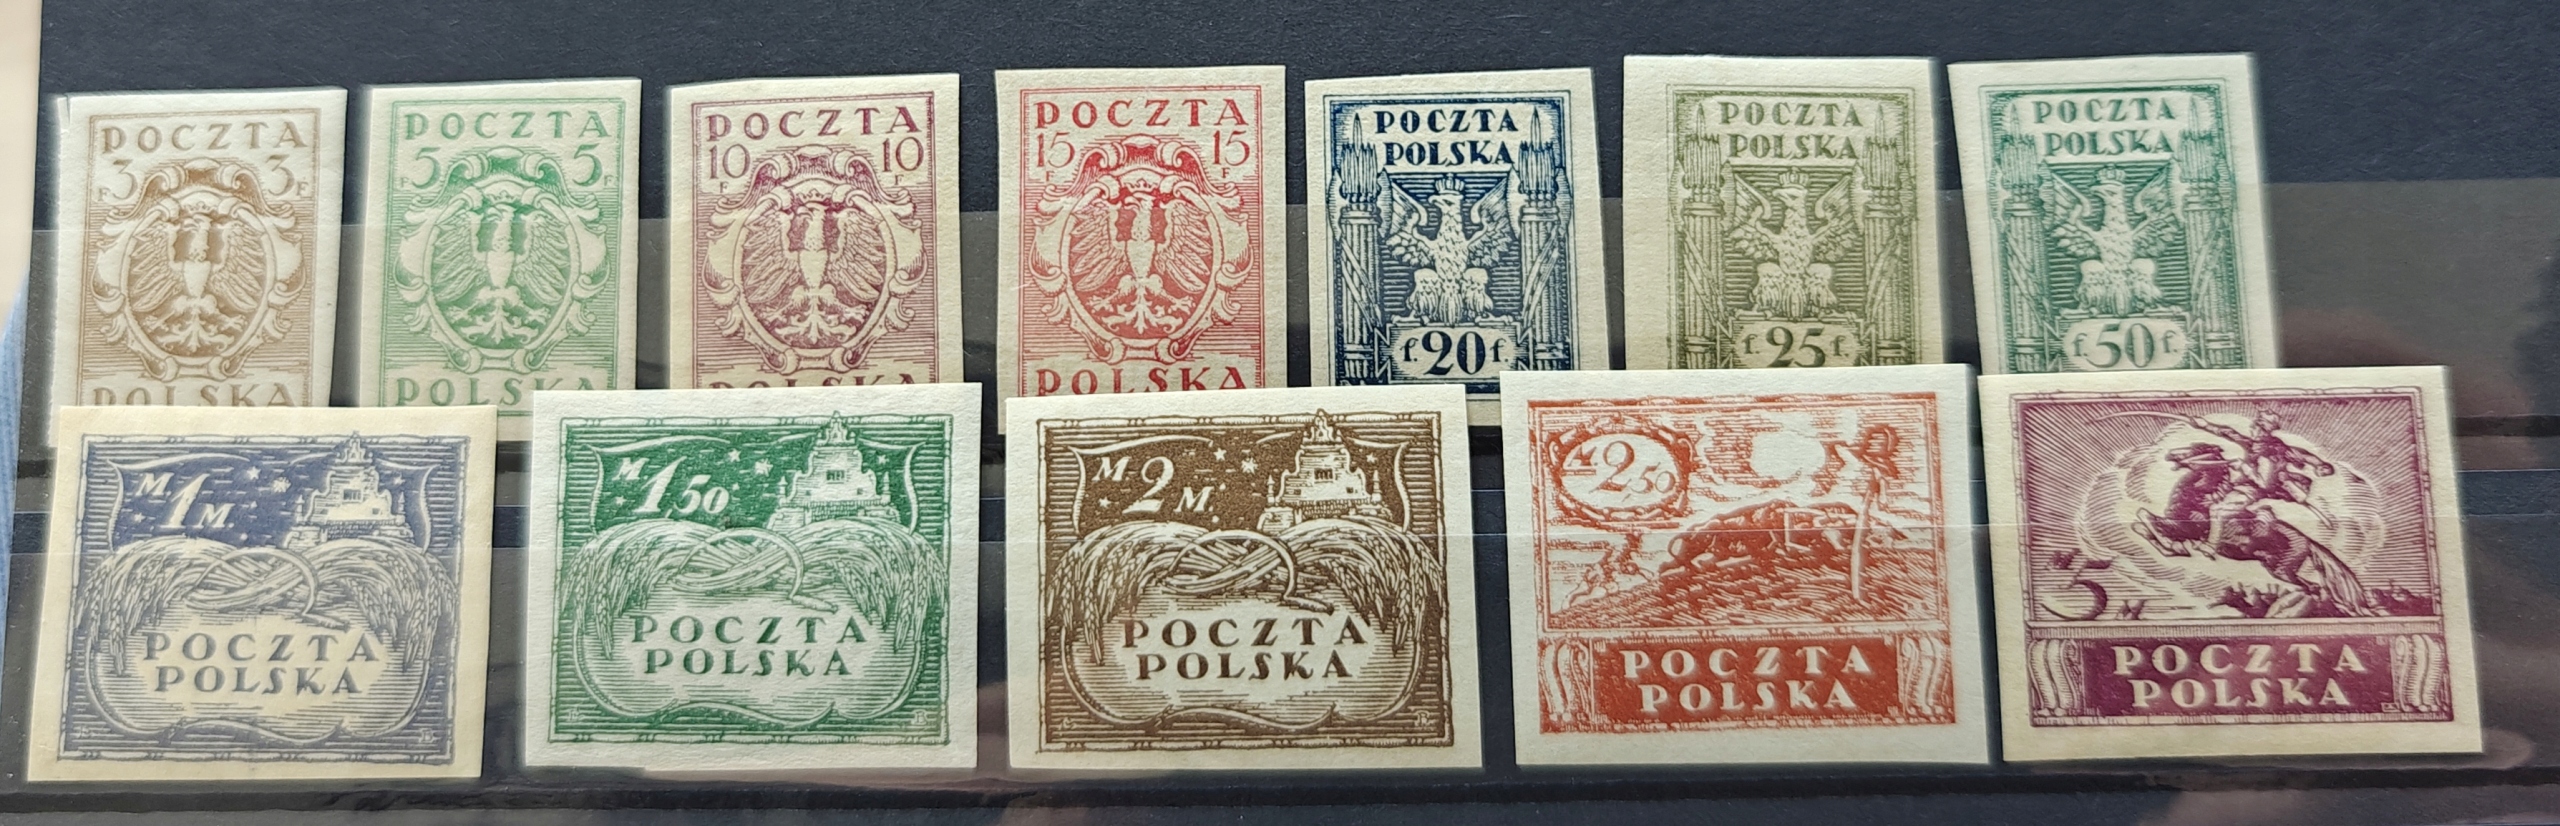 POCZTA
3 3
F F
POLSKA
POCZTA
5 5
F F
POLSKA
POCZTA
10 10
F F
POLSKA
POCZTA
15 15
F F
POLSKA
POCZTA
POLSKA
f. 20 f.
POCZTA
POLSKA
f. 25 f.
POCZTA
POLSKA
f. 50 f.
M 1 M.
POCZTA
POLSKA
M 1,50
POCZTA
POLSKA
M 2 M.
POCZTA
POLSKA
M 2,50
POCZTA
POLSKA
5 M
POCZTA
POLSKA